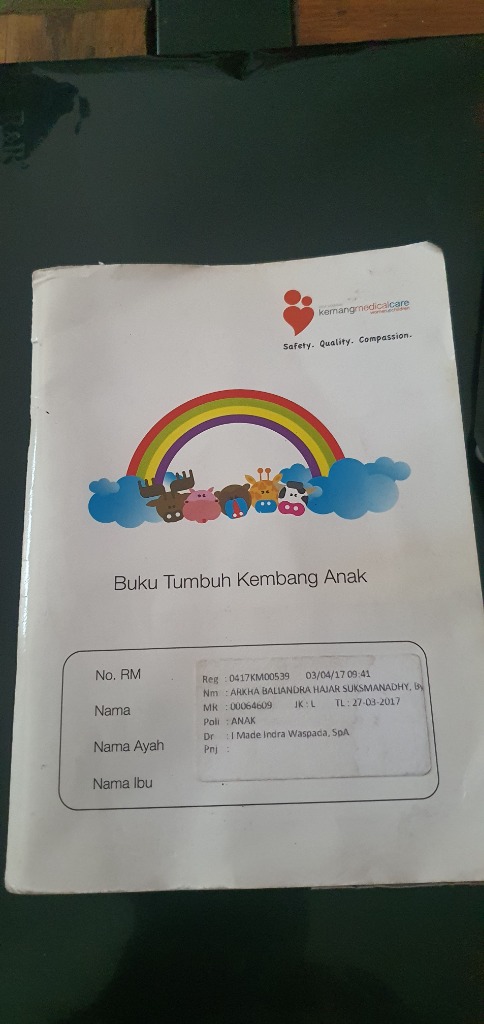 kemangmedicalcare
Safety. Quality. Compassion.
Buku Tumbuh Kembang Anak
No. RM
Nama
Nama Ayah
Nama Ibu
Reg : 0417KM00539 03/04/17 09:41
Nm : ARKHA BALIANDRA HAJAR SUKSMANADHY, By
MR : 00064609 JK : L TL : 27-03-2017
Poli : ANAK
Dr : I Made Indra Waspada, SpA
Pnj :